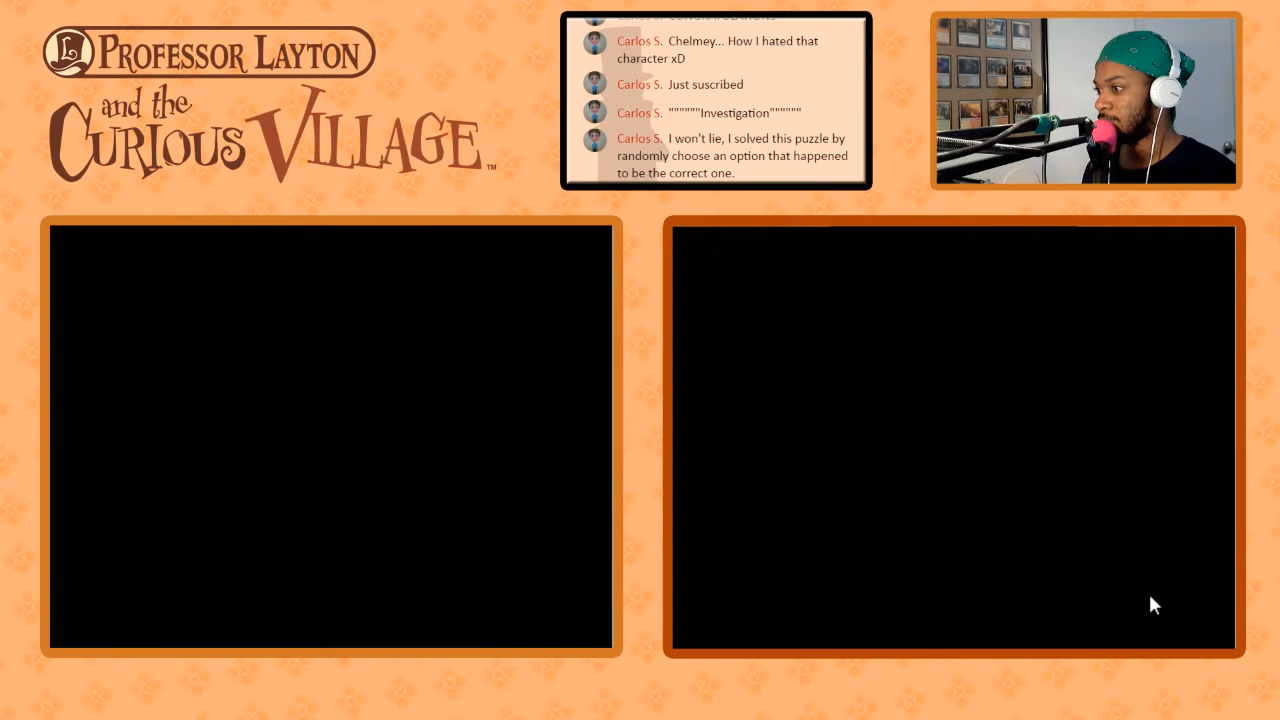 PROFESSOR LAYTON
and the
CURIOUS VILLAGE™
Carlos S. Chelmey... How I hated that
character xD
Carlos S. Just suscribed
Carlos S. """"""Investigation""""""
Carlos S. I won't lie, I solved this puzzle by
randomly choose an option that happened
to be the correct one.